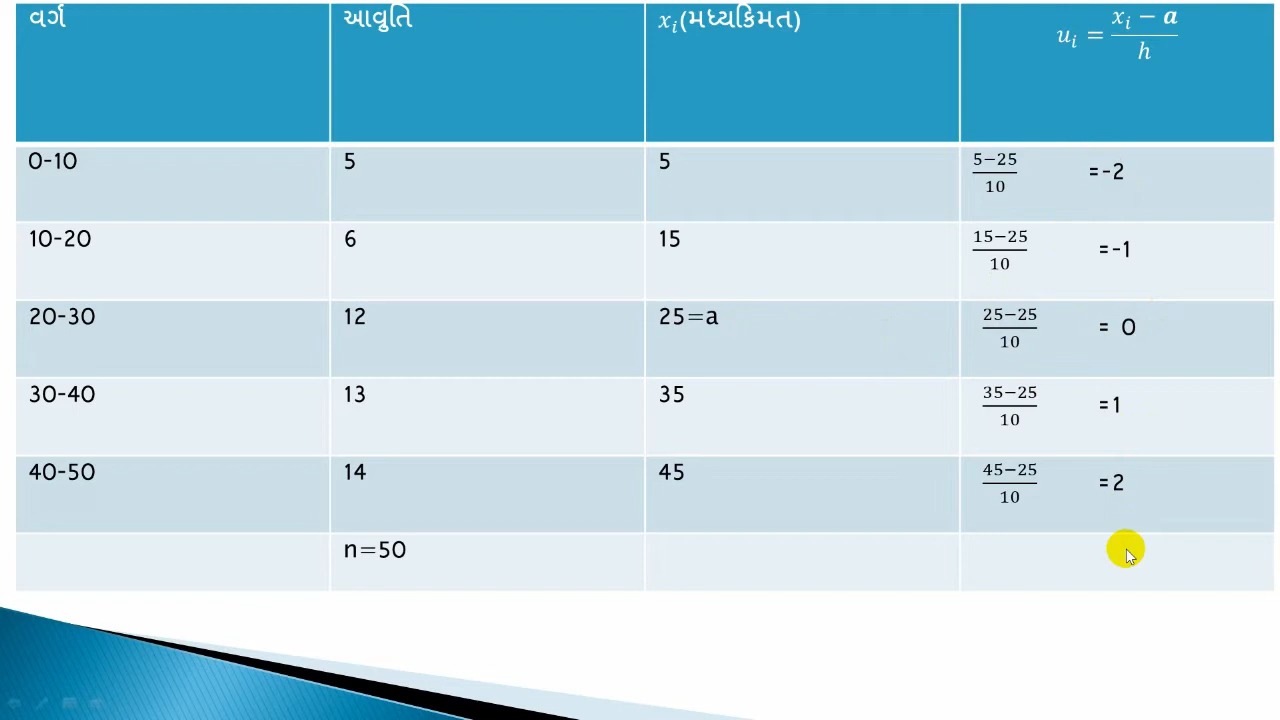 વર્ગ આવૃતિ xᵢ(મધ્યકિંમત) uᵢ = (xᵢ − a)/h
0-10 5 5 (5−25)/10 =-2
10-20 6 15 (15−25)/10 =-1
20-30 12 25=a (25−25)/10 = 0
30-40 13 35 (35−25)/10 =1
40-50 14 45 (45−25)/10 =2
n=50